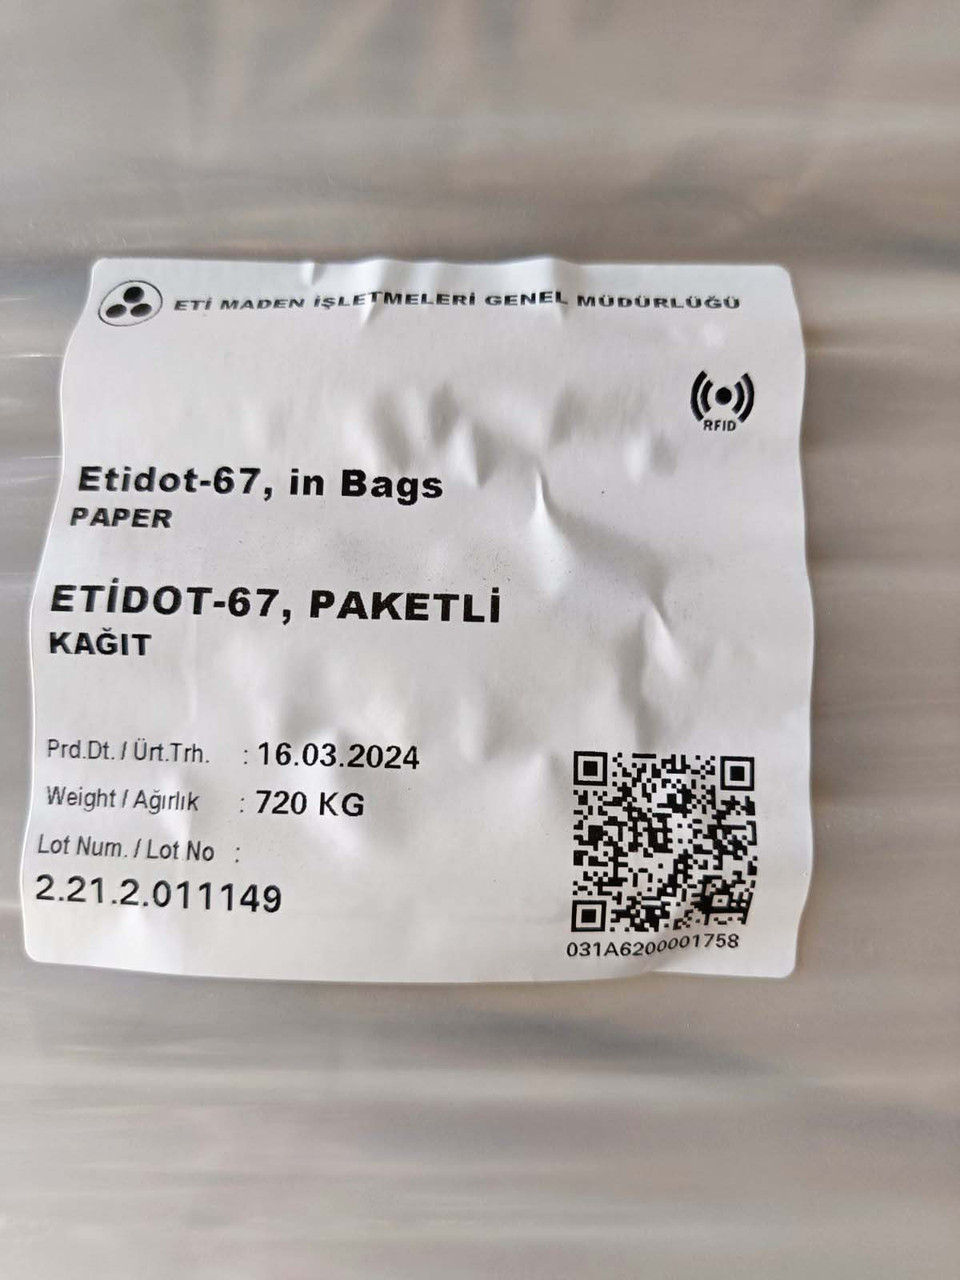 ETİ MADEN İŞLETMELERİ GENEL MÜDÜRLÜĞÜ
RFID
Etidot-67, in Bags
PAPER
ETİDOT-67, PAKETLİ
KAĞIT
Prd.Dt. / Ürt.Trh. : 16.03.2024
Weight / Ağırlık : 720 KG
Lot Num. / Lot No :
2.21.2.011149
031A6200001758